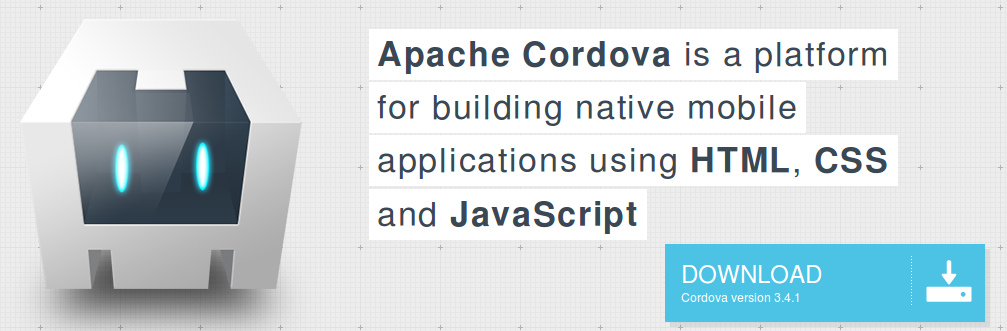 Apache Cordova is a platform
for building native mobile
applications using HTML, CSS
and JavaScript
DOWNLOAD
Cordova version 3.4.1